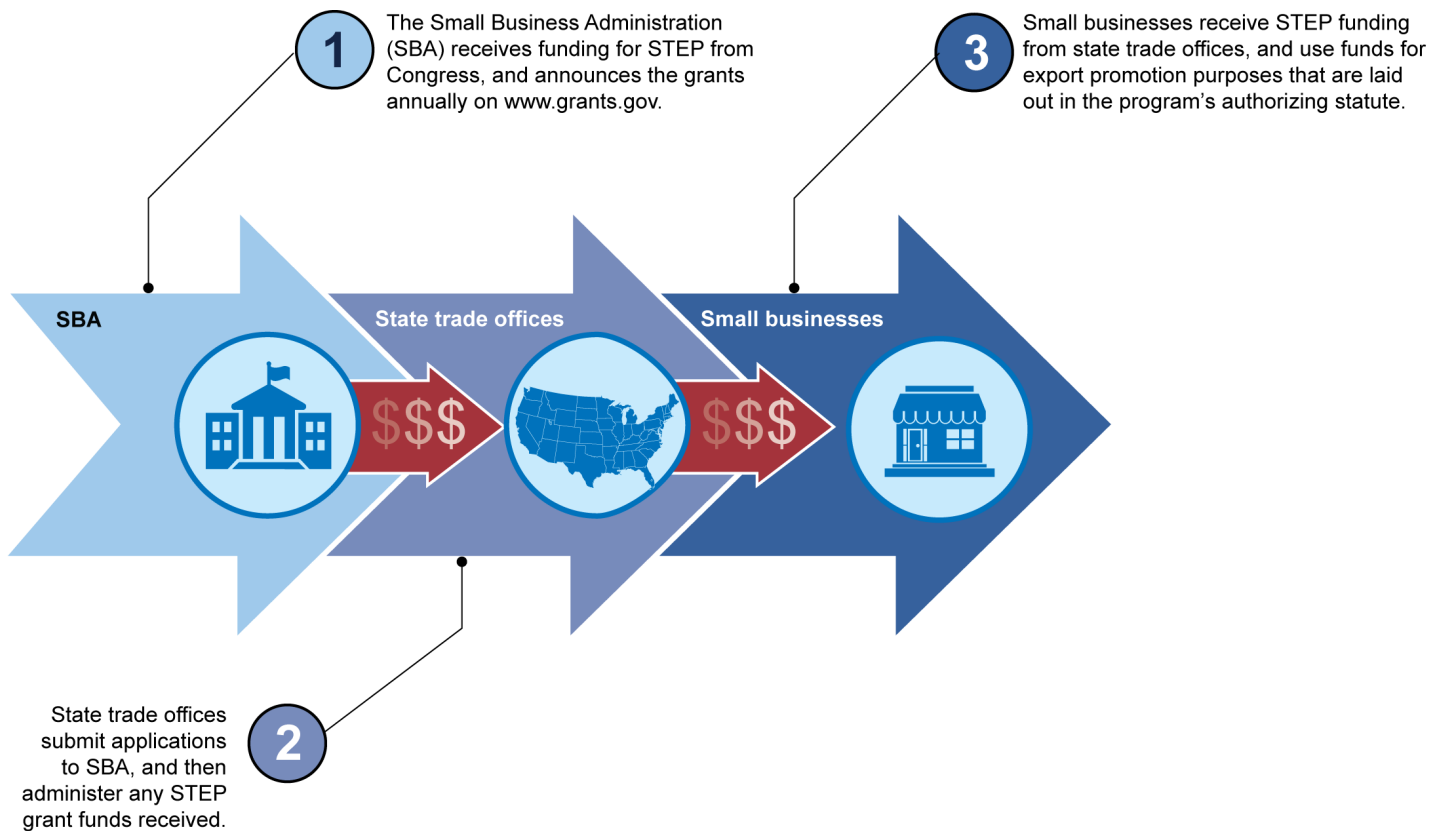 1
The Small Business Administration
(SBA) receives funding for STEP from
Congress, and announces the grants
annually on www.grants.gov.
3
Small businesses receive STEP funding
from state trade offices, and use funds for
export promotion purposes that are laid
out in the program’s authorizing statute.
SBA
State trade offices
Small businesses
$$$
$$$
2
State trade offices
submit applications
to SBA, and then
administer any STEP
grant funds received.